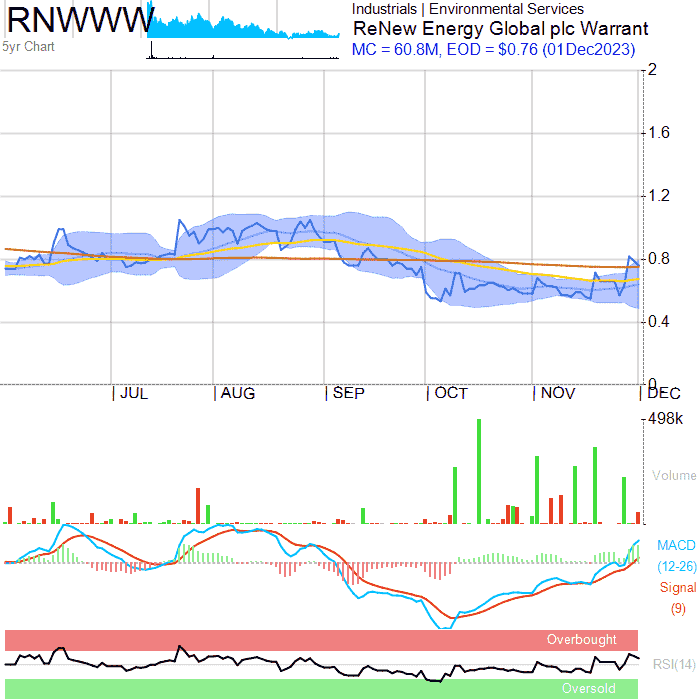 RNWWW
5yr Chart
Industrials | Environmental Services
ReNew Energy Global plc Warrant
MC = 60.8M, EOD = $0.76 (01Dec2023)
2
1.6
1.2
0.8
0.4
0
JUL AUG SEP OCT NOV DEC
498k
Volume
MACD
(12-26)
Signal
(9)
Overbought
RSI(14)
Oversold